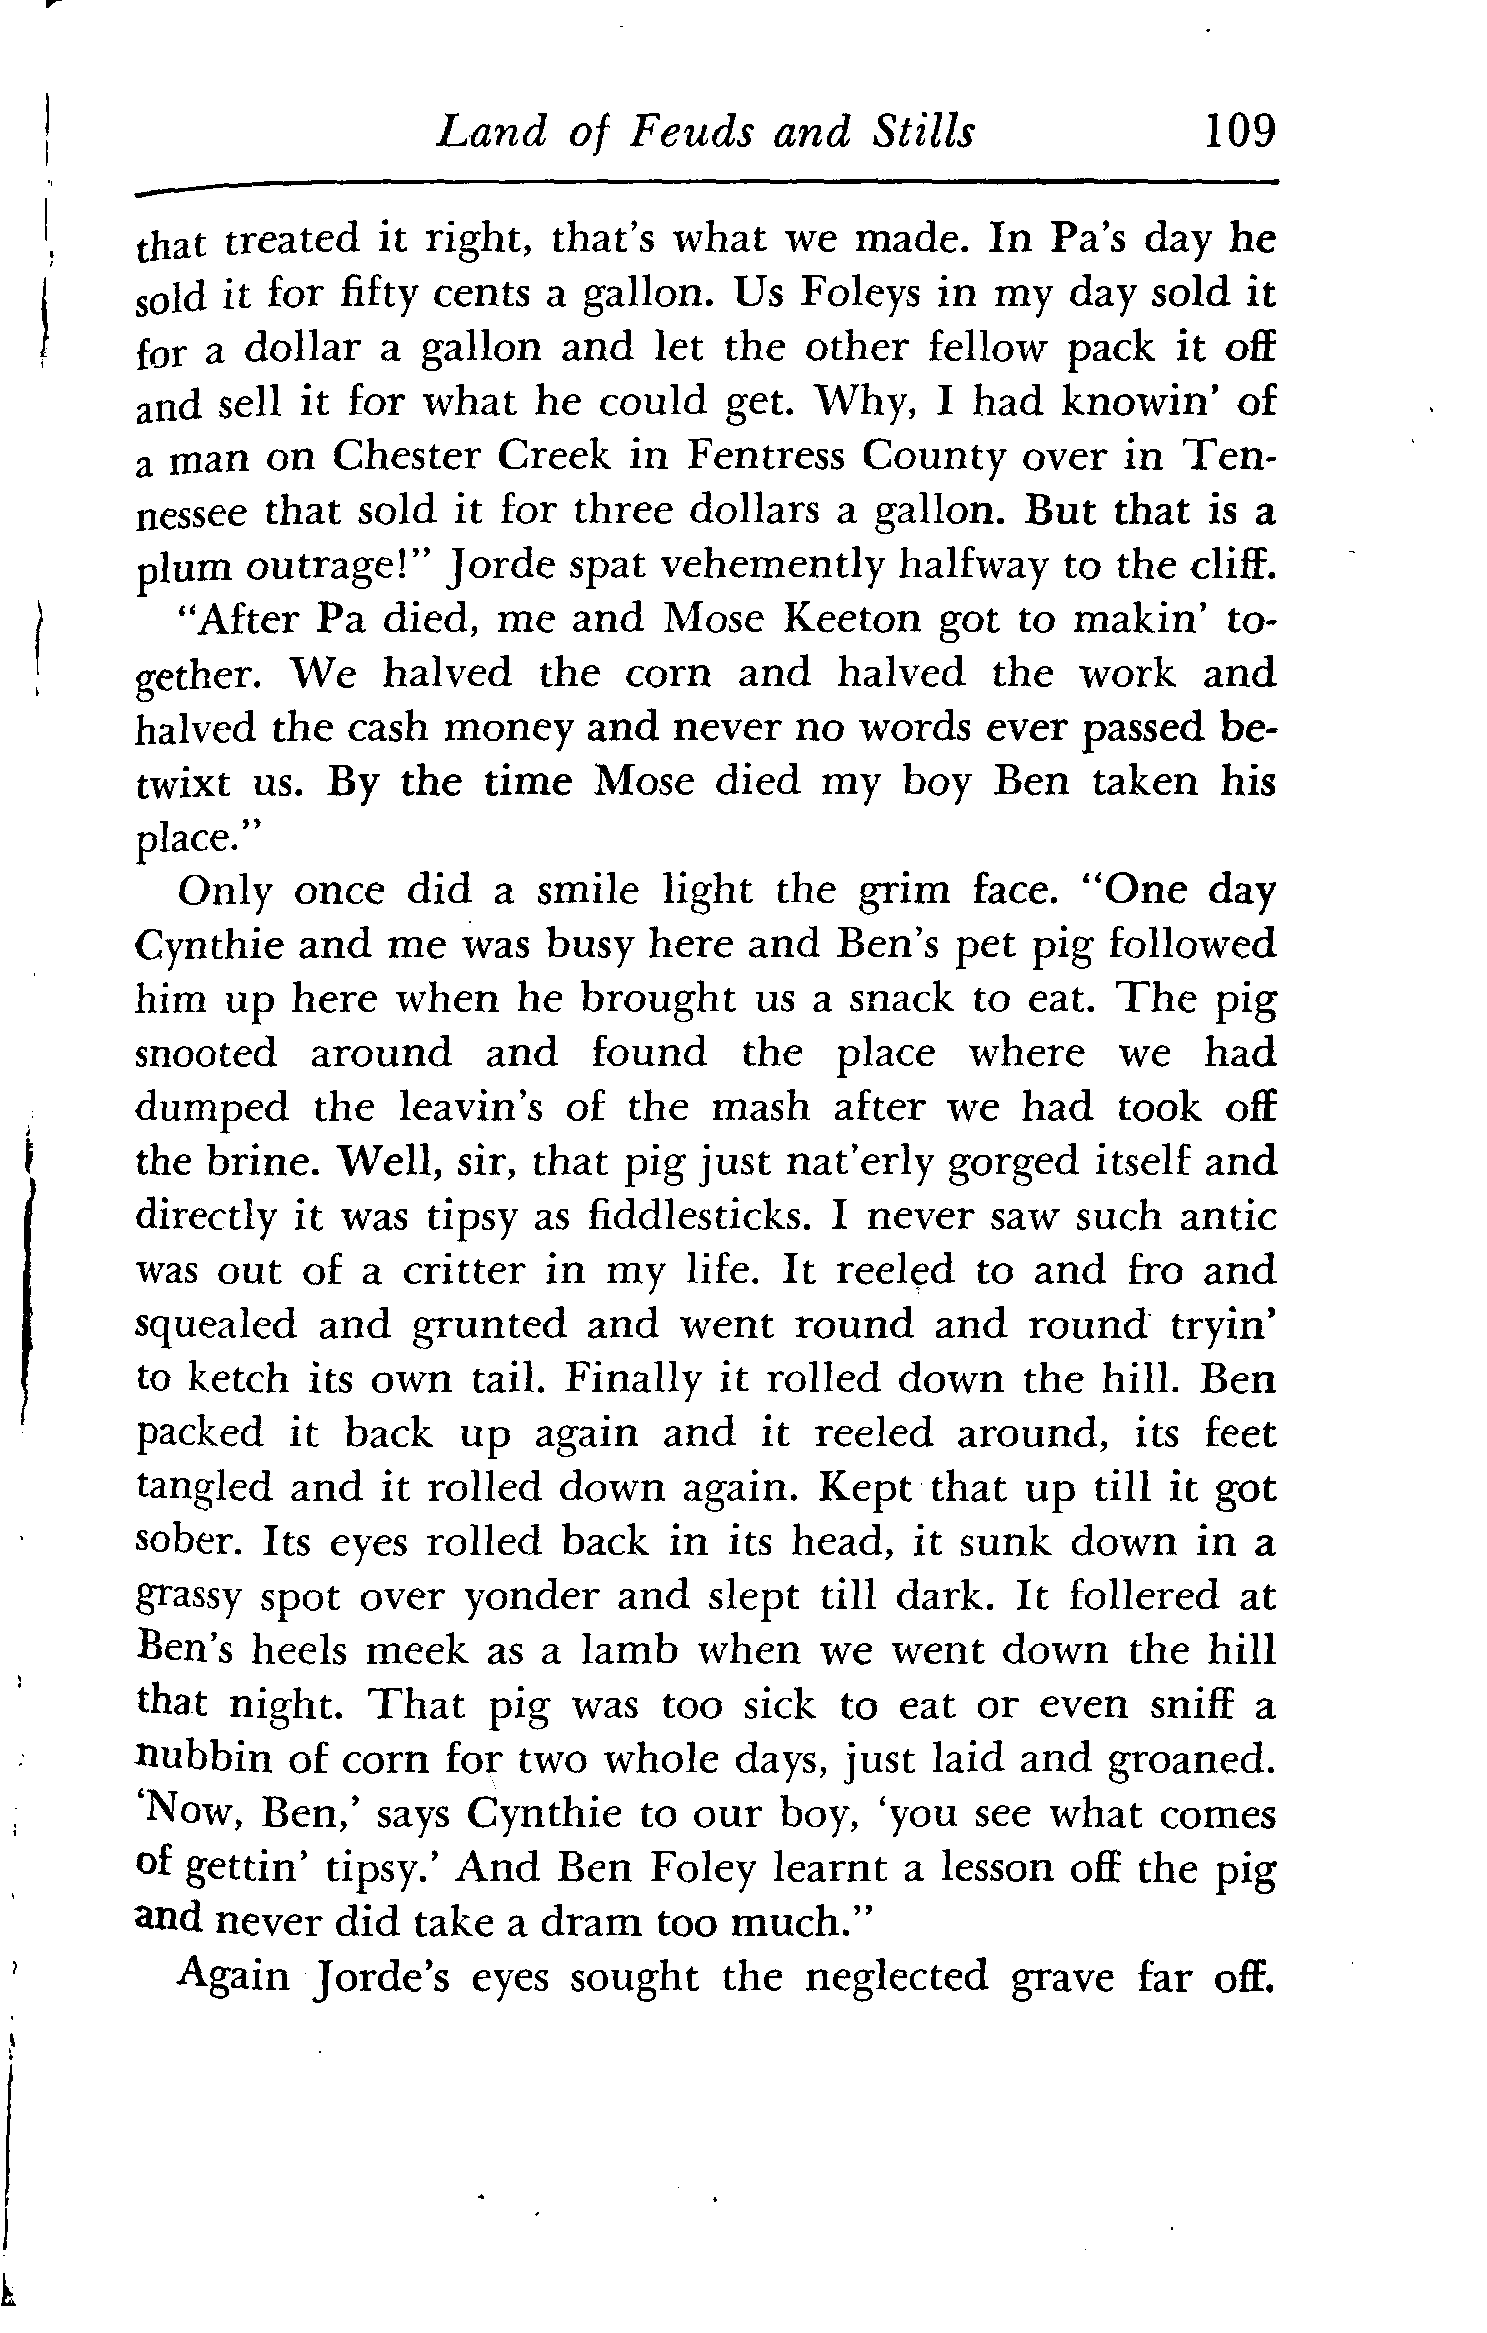 Land of Feuds and Stills 109
that treated it right, that's what we made. In Pa's day he
sold it for fifty cents a gallon. Us Foleys in my day sold it
for a dollar a gallon and let the other fellow pack it off
and sell it for what he could get. Why, I had knowin' of
a man on Chester Creek in Fentress County over in Ten-
nessee that sold it for three dollars a gallon. But that is a
plum outrage!" Jorde spat vehemently halfway to the cliff.
"After Pa died, me and Mose Keeton got to makin' to-
gether. We halved the corn and halved the work and
halved the cash money and never no words ever passed be-
twixt us. By the time Mose died my boy Ben taken his
place."
Only once did a smile light the grim face. "One day
Cynthie and me was busy here and Ben's pet pig followed
him up here when he brought us a snack to eat. The pig
snooted around and found the place where we had
dumped the leavin's of the mash after we had took off
the brine. Well, sir, that pig just nat'erly gorged itself and
directly it was tipsy as fiddlesticks. I never saw such antic
was out of a critter in my life. It reeled to and fro and
squealed and grunted and went round and round tryin'
to ketch its own tail. Finally it rolled down the hill. Ben
packed it back up again and it reeled around, its feet
tangled and it rolled down again. Kept that up till it got
sober. Its eyes rolled back in its head, it sunk down in a
grassy spot over yonder and slept till dark. It follered at
Ben's heels meek as a lamb when we went down the hill
that night. That pig was too sick to eat or even sniff a
nubbin of corn for two whole days, just laid and groaned.
'Now, Ben,' says Cynthie to our boy, 'you see what comes
of gettin' tipsy.' And Ben Foley learnt a lesson off the pig
and never did take a dram too much."
Again Jorde's eyes sought the neglected grave far off.